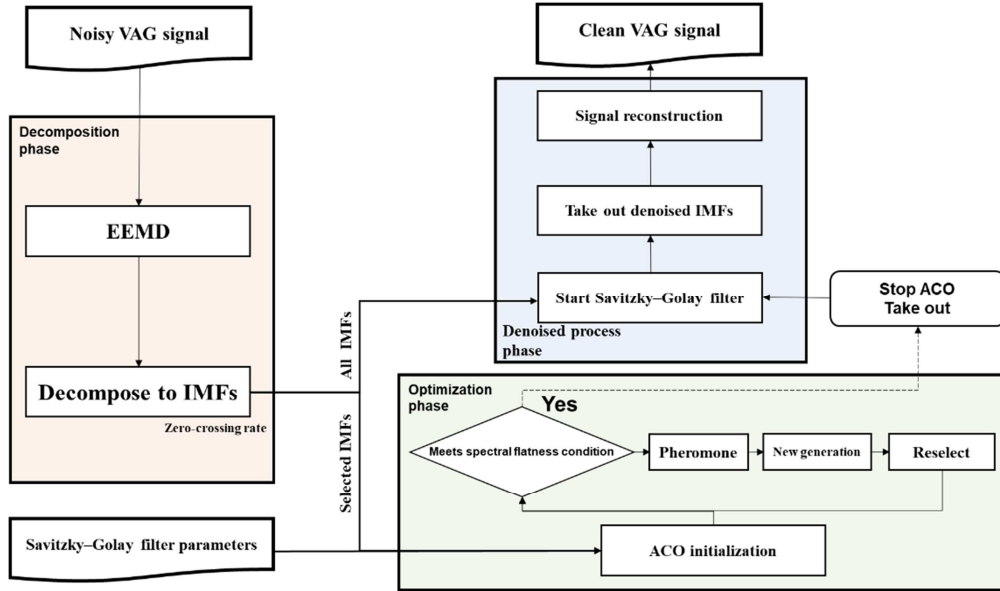 Noisy VAG signal
Clean VAG signal
Decomposition
phase
EEMD
Decompose to IMFs
Zero-crossing rate
Savitzky–Golay filter parameters
All IMFs
Selected IMFs
Signal reconstruction
Take out denoised IMFs
Start Savitzky–Golay filter
Denoised process
phase
Stop ACO
Take out
Optimization
phase
Yes
Meets spectral flatness condition
Pheromone
New generation
Reselect
ACO initialization